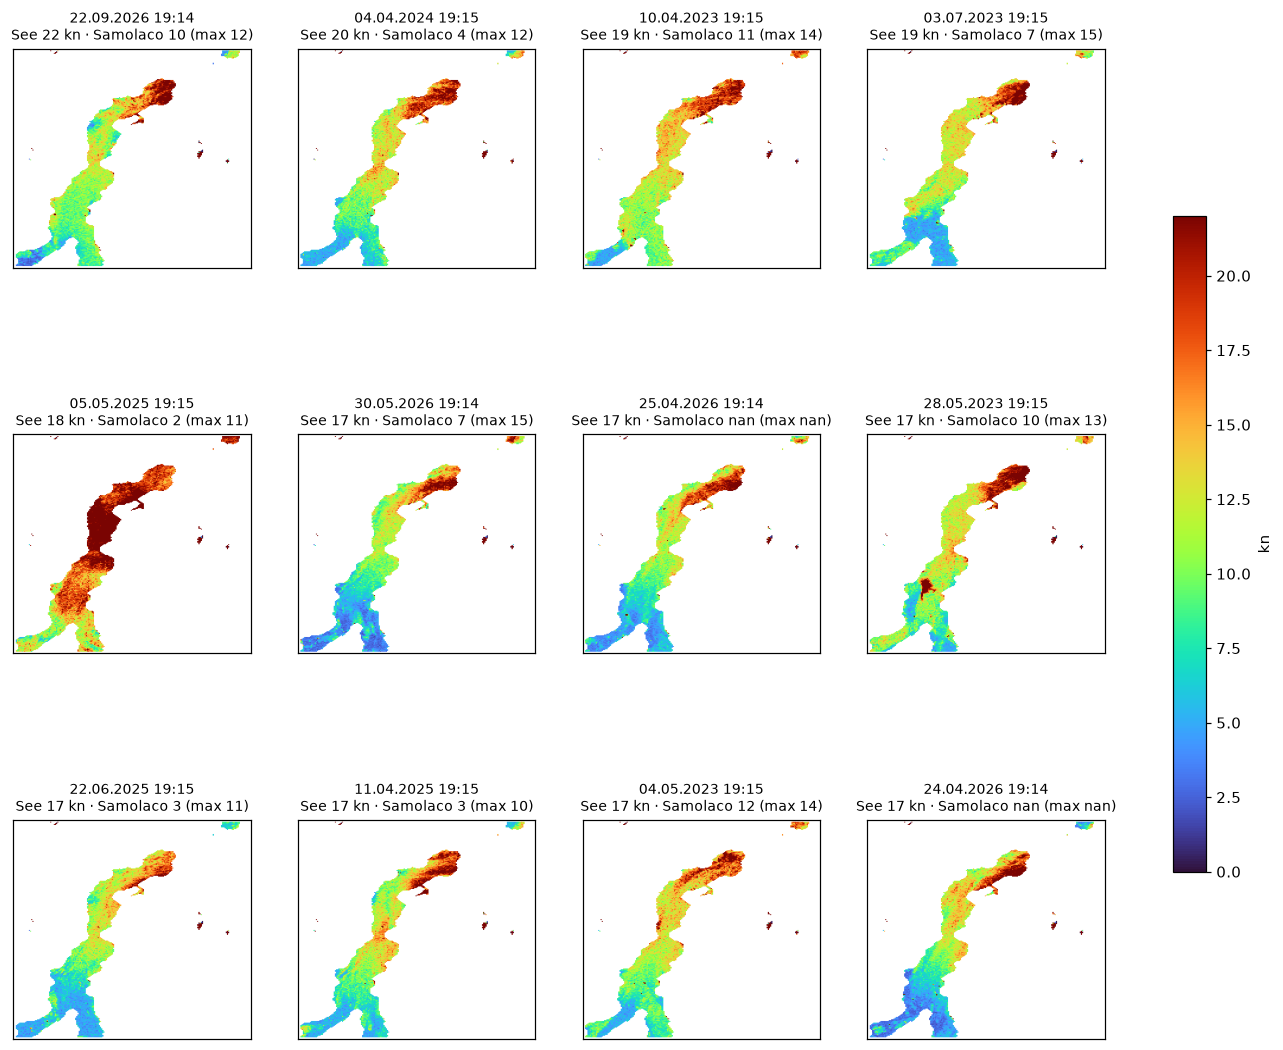 22.09.2026 19:14
See 22 kn · Samolaco 10 (max 12)
04.04.2024 19:15
See 20 kn · Samolaco 4 (max 12)
10.04.2023 19:15
See 19 kn · Samolaco 11 (max 14)
03.07.2023 19:15
See 19 kn · Samolaco 7 (max 15)
05.05.2025 19:15
See 18 kn · Samolaco 2 (max 11)
30.05.2026 19:14
See 17 kn · Samolaco 7 (max 15)
25.04.2026 19:14
See 17 kn · Samolaco nan (max nan)
28.05.2023 19:15
See 17 kn · Samolaco 10 (max 13)
22.06.2025 19:15
See 17 kn · Samolaco 3 (max 11)
11.04.2025 19:15
See 17 kn · Samolaco 3 (max 10)
04.05.2023 19:15
See 17 kn · Samolaco 12 (max 14)
24.04.2026 19:14
See 17 kn · Samolaco nan (max nan)
20.0
17.5
15.0
12.5
10.0
7.5
5.0
2.5
0.0
kn